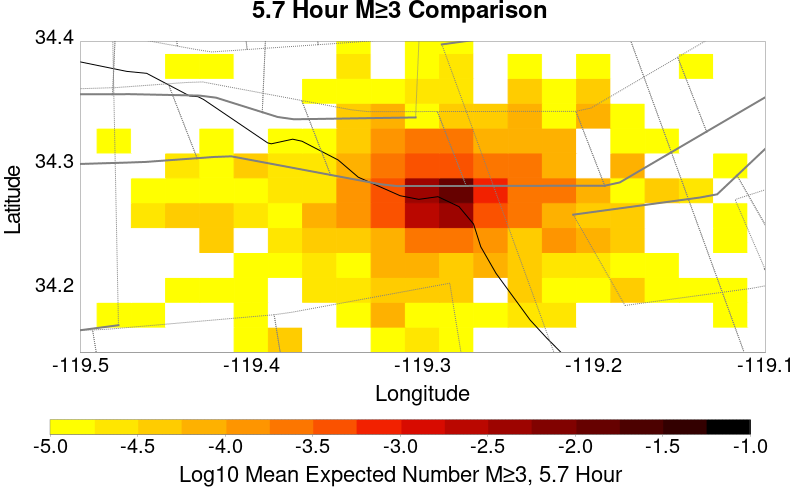 5.7 Hour M≥3 Comparison
34.4
34.3
34.2
Latitude
-119.5 -119.4 -119.3 -119.2 -119.1
Longitude
-5.0 -4.5 -4.0 -3.5 -3.0 -2.5 -2.0 -1.5 -1.0
Log10 Mean Expected Number M≥3, 5.7 Hour